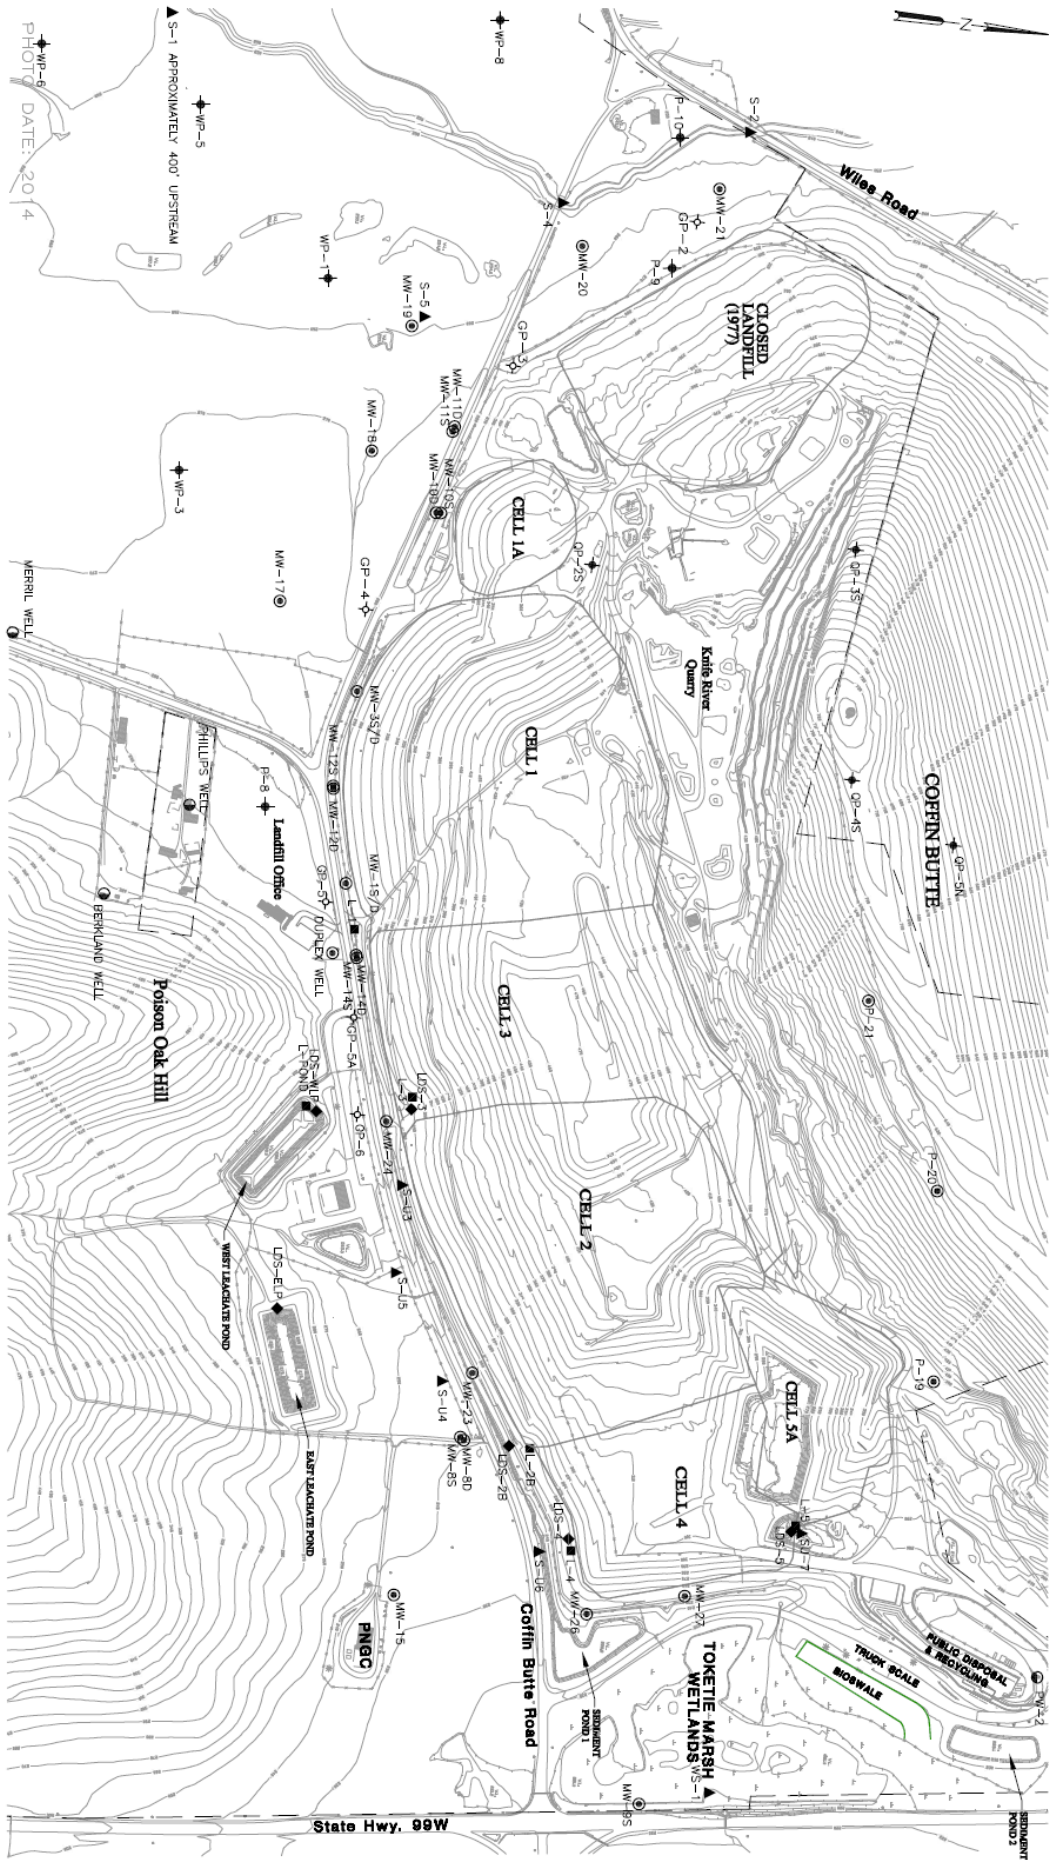 Z
WP-8
S-1 APPROXIMATELY 400' UPSTREAM
WP-6
WP-5
PHOTO DATE: 2014
P-10
S-2
Wiles Road
S-4
MW-21
GP-2
MW-20
P-9
WP-1
S-5
MW-19
CLOSED
LANDFILL
(1977)
GP-3
MW-11D
MW-11S
MW-18
MW-10S
MW-10D
WP-3
CELL 1A
QP-2S
QP-3S
MERRIL WELL
MW-17
GP-4
Knife River
Quarry
MW-3S/D
CELL 1
COFFIN BUTTE
QP-4S
QP-5N
PHILLIPS WELL
P-8
MW-12S
MW-12D
Landfill Office
MW-1S/D
GP-5
L-1
DUPLEX WELL
BERKLAND WELL
MW-14D
MW-14S
GP-5A
CELL 3
P-21
Poison Oak Hill
LDS-WLP
L-POND
LDS-3
L-3
GP-6
MW-24
S-U3
CELL 2
P-20
WEST LEACHATE POND
LDS-ELP
S-U5
EAST LEACHATE POND
S-U4
MW-23
MW-8D
MW-8S
L-2B
LDS-2B
P-19
CELL 5A
CELL 4
L-5
LDS-5
SU-7
LDS-4
L-4
S-U6
MW-15
PNGC
MW-26
MW-27
Coffin Butte Road
SEDIMENT
POND 1
TOKETIE MARSH
WETLANDS
WS-1
MW-9S
PUBLIC DISPOSAL
& RECYCLING
TRUCK SCALE
BIOSWALE
PW-2
SEDIMENT
POND 2
State Hwy. 99W